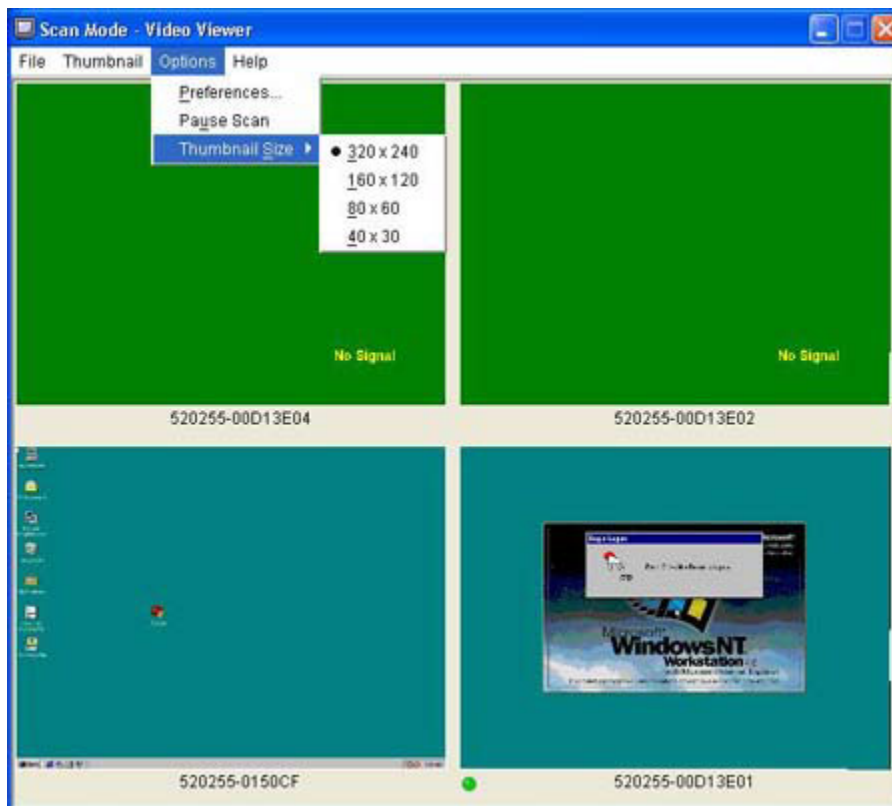 Scan Mode - Video Viewer
File Thumbnail Options Help
Preferences...
Pause Scan
Thumbnail Size
320 x 240
160 x 120
80 x 60
40 x 30
No Signal
No Signal
520255-00D13E04
520255-00D13E02
Microsoft
WindowsNT
Workstation
520255-0150CF
520255-00D13E01